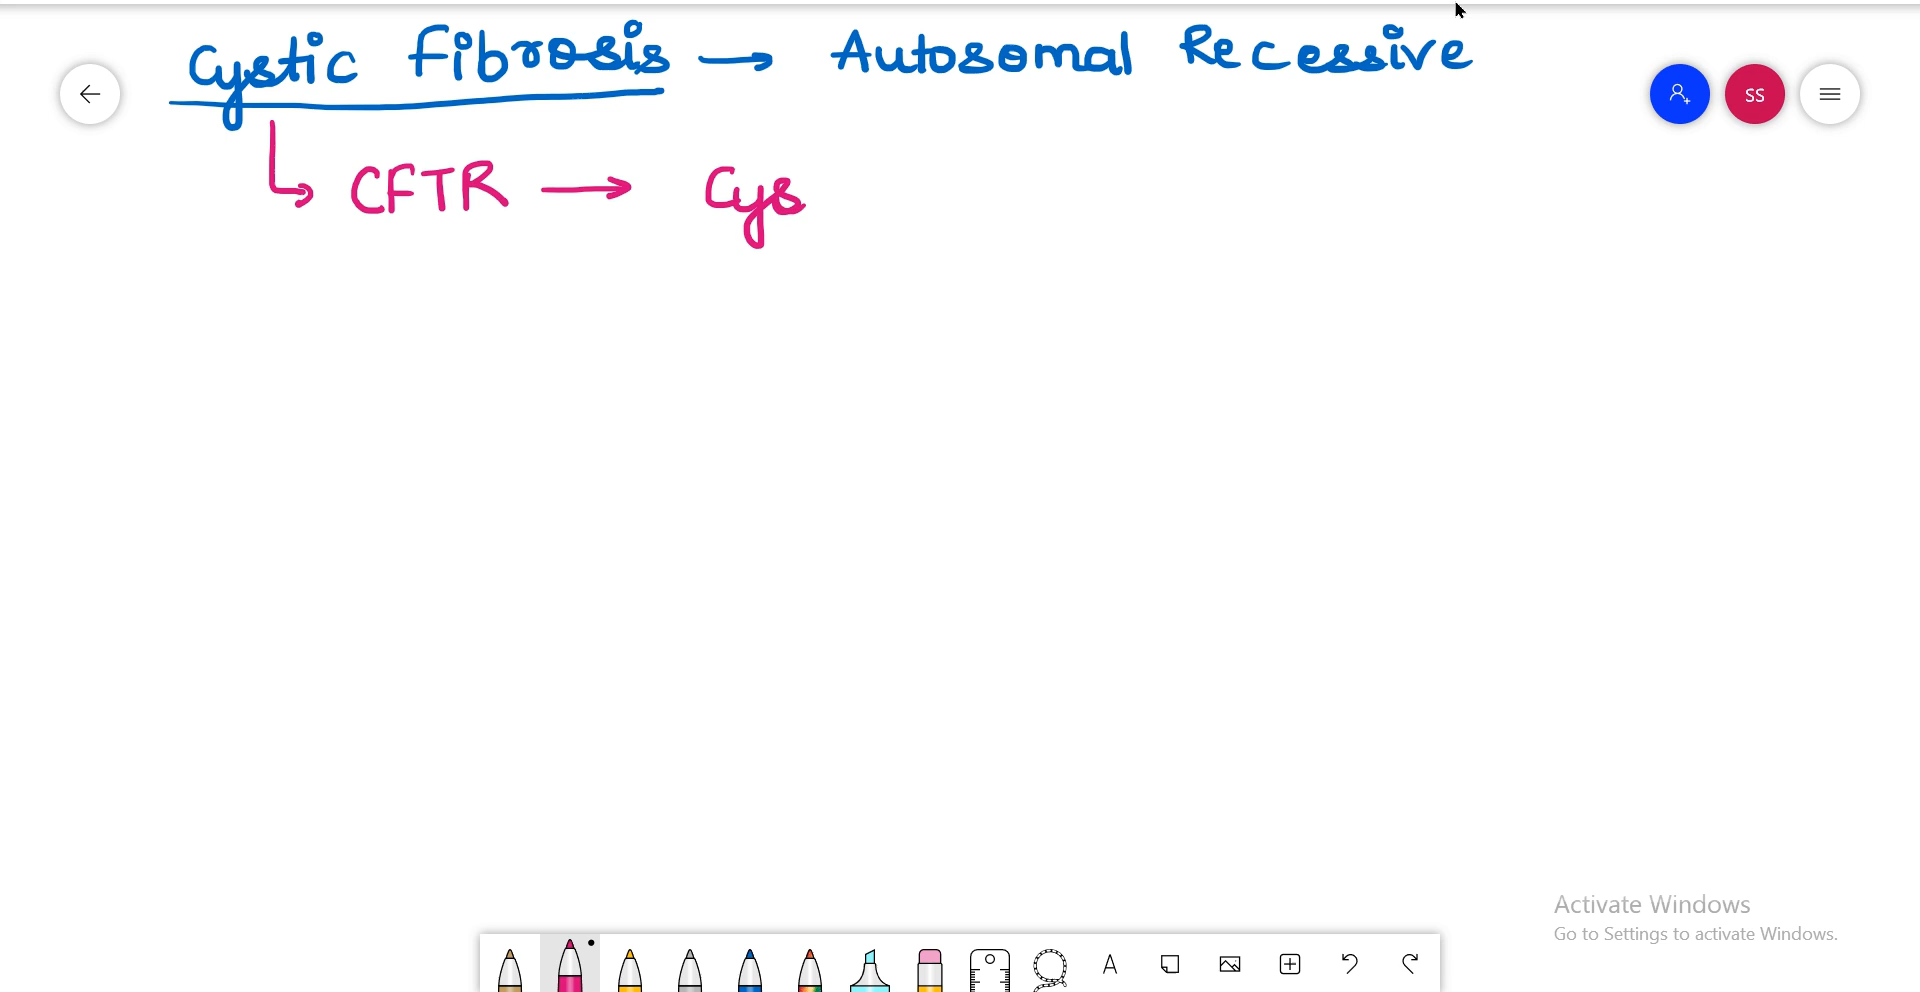 Cystic Fibrosis → Autosomal Recessive
SS
↳ CFTR → Cys
Activate Windows
Go to Settings to activate Windows.
A